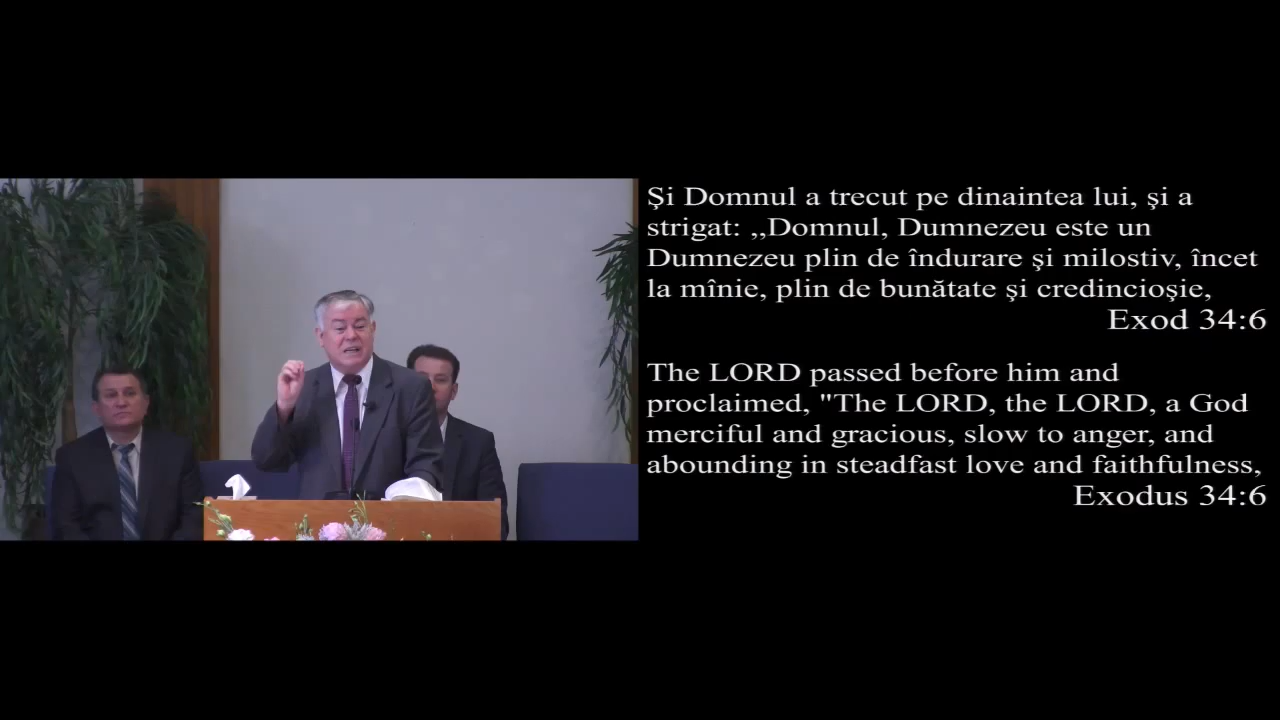 Şi Domnul a trecut pe dinaintea lui, şi a
strigat: ,,Domnul, Dumnezeu este un
Dumnezeu plin de îndurare şi milostiv, încet
la mînie, plin de bunătate şi credincioşie,
Exod 34:6
The LORD passed before him and
proclaimed, "The LORD, the LORD, a God
merciful and gracious, slow to anger, and
abounding in steadfast love and faithfulness,
Exodus 34:6